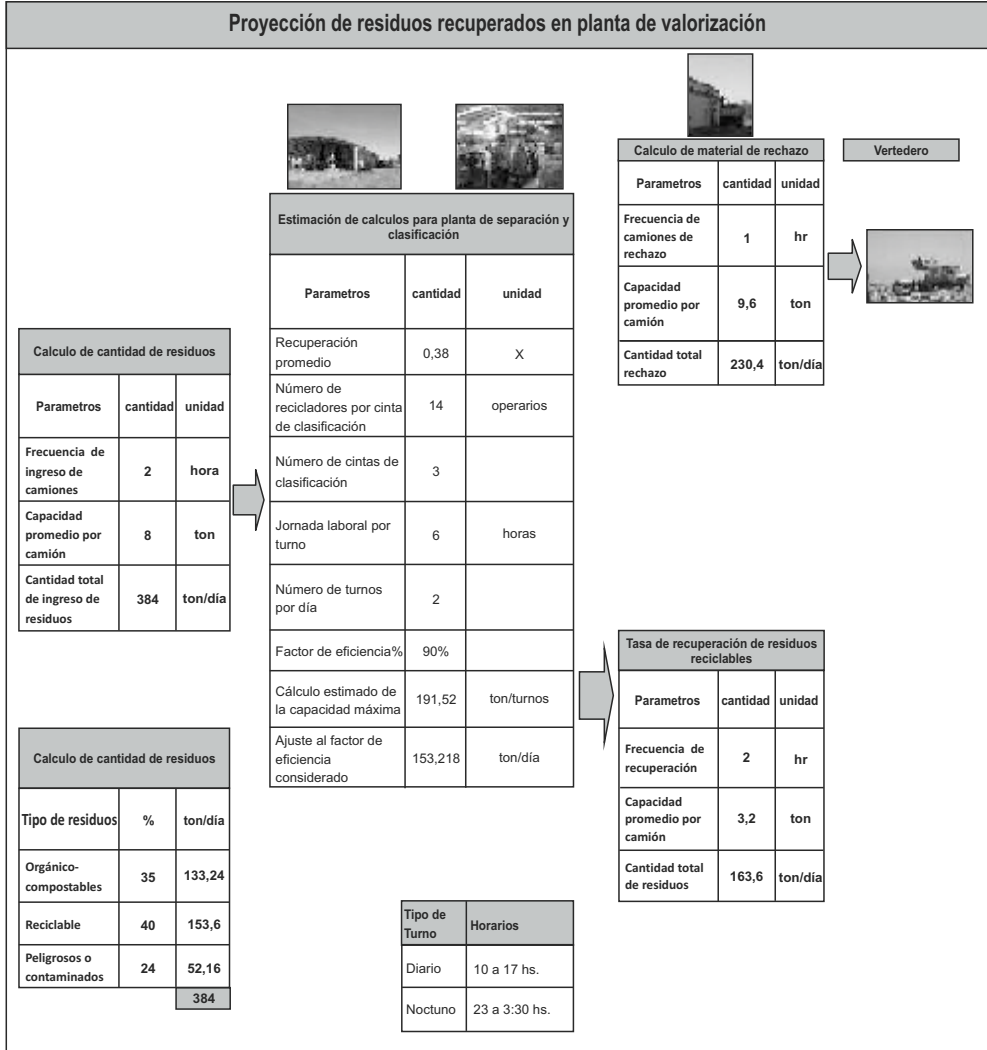 Proyección de residuos recuperados en planta de valorización
Calculo de cantidad de residuos
Parametros cantidad unidad
Frecuencia de
ingreso de
camiones
2 hora
Capacidad
promedio por
camión
8 ton
Cantidad total
de ingreso de
residuos
384 ton/día
Calculo de cantidad de residuos
Tipo de residuos % ton/día
Orgánico-
compostables
35 133,24
Reciclable 40 153,6
Peligrosos o
contaminados
24 52,16
384
Estimación de calculos para planta de separación y
clasificación
Parametros cantidad unidad
Recuperación
promedio
0,38 X
Número de
recicladores por cinta
de clasificación
14 operarios
Número de cintas de
clasificación
3
Jornada laboral por
turno
6 horas
Número de turnos
por día
2
Factor de eficiencia% 90%
Cálculo estimado de
la capacidad máxima
191,52 ton/turnos
Ajuste al factor de
eficiencia
considerado
153,218 ton/día
Tipo de
Turno
Horarios
Diario 10 a 17 hs.
Noctuno 23 a 3:30 hs.
Calculo de material de rechazo
Parametros cantidad unidad
Frecuencia de
camiones de
rechazo
1 hr
Capacidad
promedio por
camión
9,6 ton
Cantidad total
rechazo
230,4 ton/día
Vertedero
Tasa de recuperación de residuos
reciclables
Parametros cantidad unidad
Frecuencia de
recuperación
2 hr
Capacidad
promedio por
camión
3,2 ton
Cantidad total
de residuos
163,6 ton/día